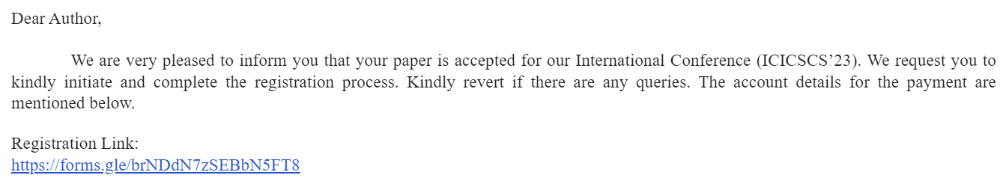 Dear Author,
We are very pleased to inform you that your paper is accepted for our International Conference (ICICSCS’23). We request you to
kindly initiate and complete the registration process. Kindly revert if there are any queries. The account details for the payment are
mentioned below.
Registration Link:
https://forms.gle/brNDdN7zSEBbN5FT8